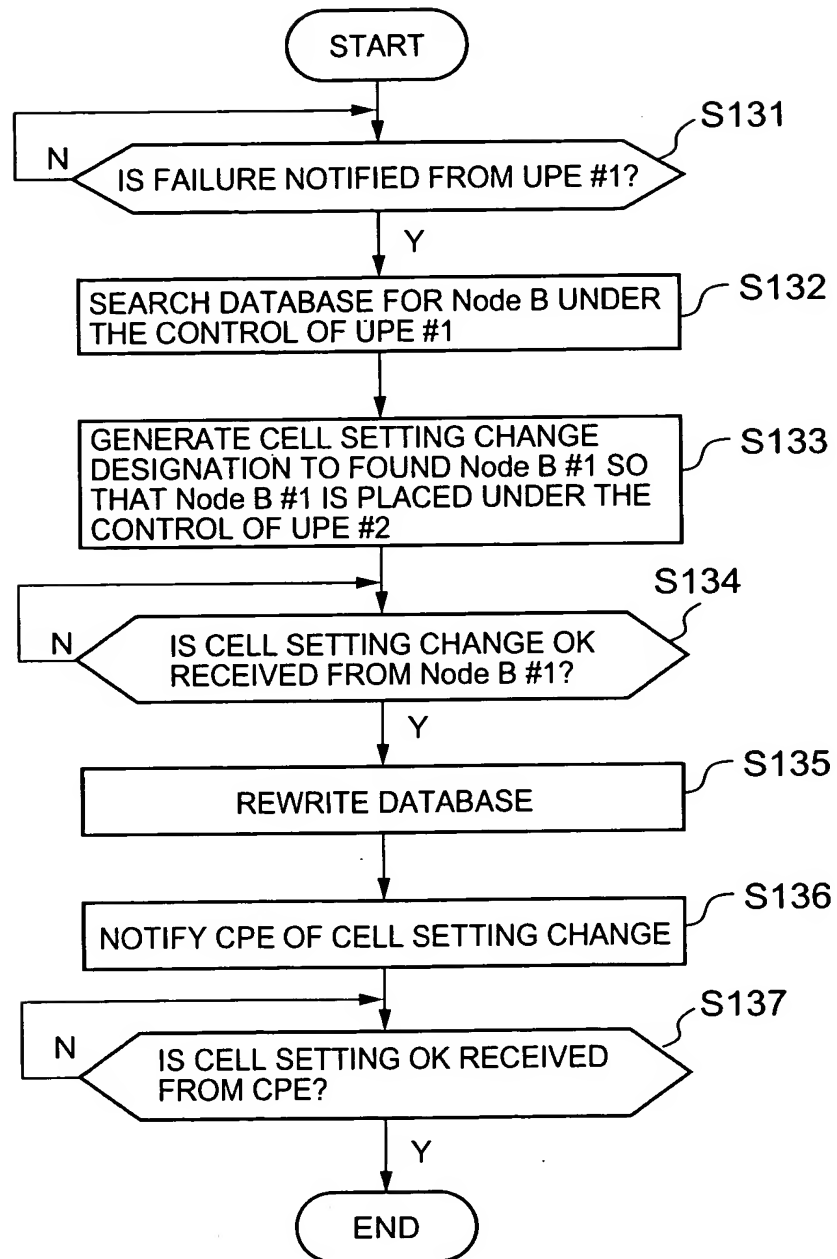 START
S131
N
IS FAILURE NOTIFIED FROM UPE #1?
Y
S132
SEARCH DATABASE FOR Node B UNDER
THE CONTROL OF UPE #1
S133
GENERATE CELL SETTING CHANGE
DESIGNATION TO FOUND Node B #1 SO
THAT Node B #1 IS PLACED UNDER THE
CONTROL OF UPE #2
S134
N
IS CELL SETTING CHANGE OK
RECEIVED FROM Node B #1?
Y
S135
REWRITE DATABASE
S136
NOTIFY CPE OF CELL SETTING CHANGE
S137
N
IS CELL SETTING OK RECEIVED
FROM CPE?
Y
END